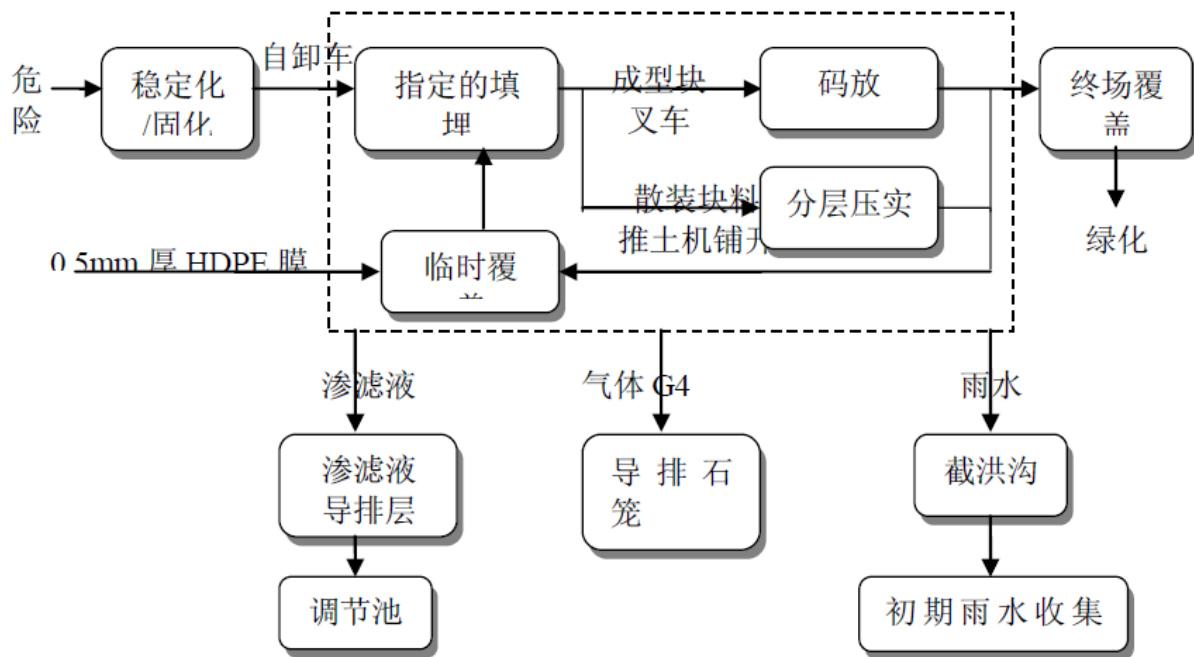 危
险
稳定化
/固化
自卸车
指定的填
埋
成型块
叉车
码放
终场覆
盖
散装块料
推土机铺开
分层压实
绿化
0.5mm 厚 HDPE 膜
临时覆
盖
渗滤液
气体 G4
雨水
渗滤液
导排层
导排石
笼
截洪沟
调节池
初期雨水收集